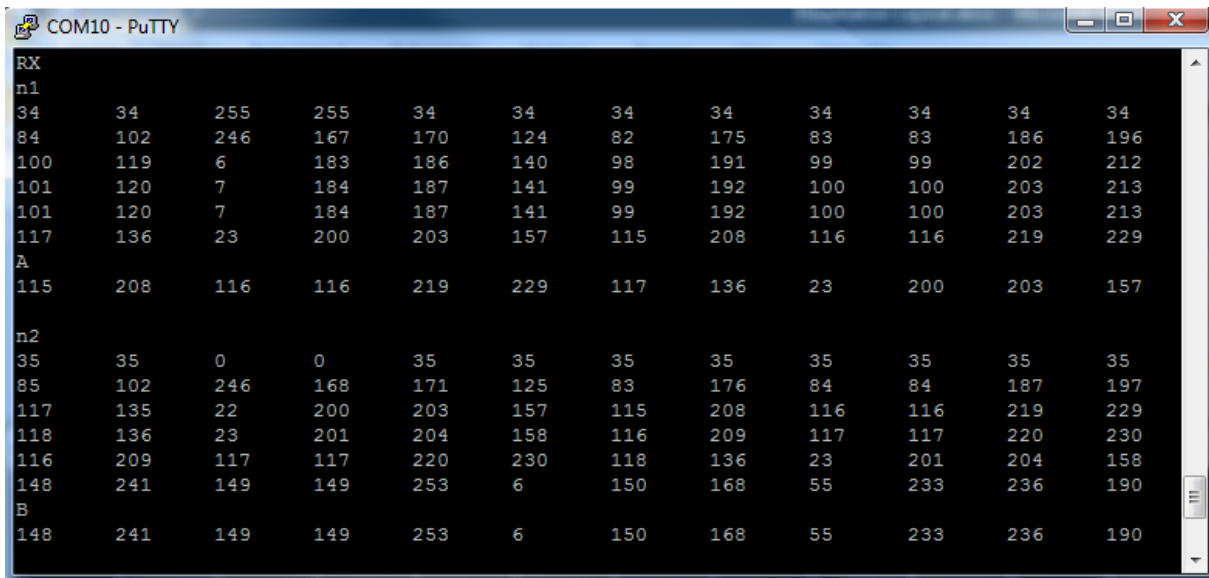 COM10 - PuTTY
RX
n1
34 34 255 255 34 34 34 34 34 34 34 34
84 102 246 167 170 124 82 175 83 83 186 196
100 119 6 183 186 140 98 191 99 99 202 212
101 120 7 184 187 141 99 192 100 100 203 213
101 120 7 184 187 141 99 192 100 100 203 213
117 136 23 200 203 157 115 208 116 116 219 229
A
115 208 116 116 219 229 117 136 23 200 203 157
n2
35 35 0 0 35 35 35 35 35 35 35 35
85 102 246 168 171 125 83 176 84 84 187 197
117 135 22 200 203 157 115 208 116 116 219 229
118 136 23 201 204 158 116 209 117 117 220 230
116 209 117 117 220 230 118 136 23 201 204 158
148 241 149 149 253 6 150 168 55 233 236 190
B
148 241 149 149 253 6 150 168 55 233 236 190